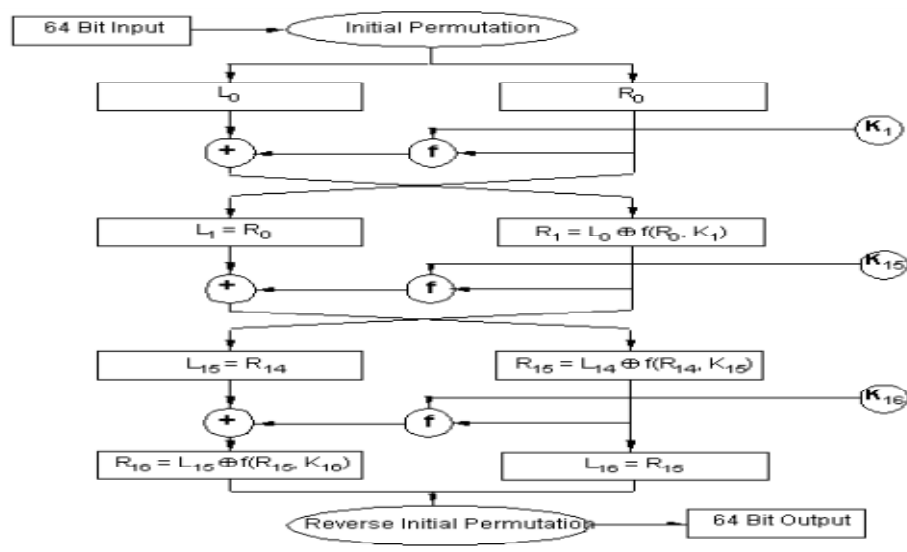 64 Bit Input
Initial Permutation
L₀
R₀
+
f
K₁
L₁ = R₀
R₁ = L₀ ⊕ f(R₀, K₁)
+
f
K₁₅
L₁₅ = R₁₄
R₁₅ = L₁₄ ⊕ f(R₁₄, K₁₅)
+
f
K₁₆
R₁₆ = L₁₅ ⊕ f(R₁₅, K₁₆)
L₁₆ = R₁₅
Reverse Initial Permutation
64 Bit Output